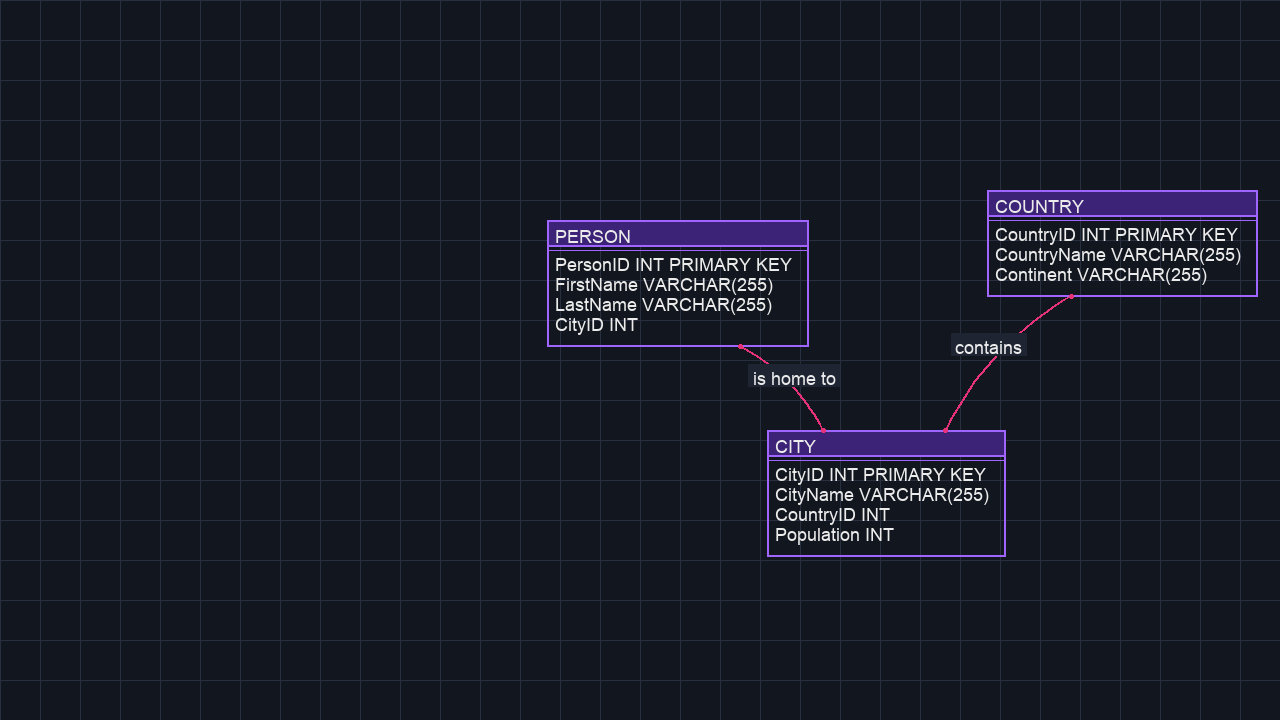 COUNTRY
CountryID INT PRIMARY KEY
CountryName VARCHAR(255)
Continent VARCHAR(255)
PERSON
PersonID INT PRIMARY KEY
FirstName VARCHAR(255)
LastName VARCHAR(255)
CityID INT
contains
is home to
CITY
CityID INT PRIMARY KEY
CityName VARCHAR(255)
CountryID INT
Population INT